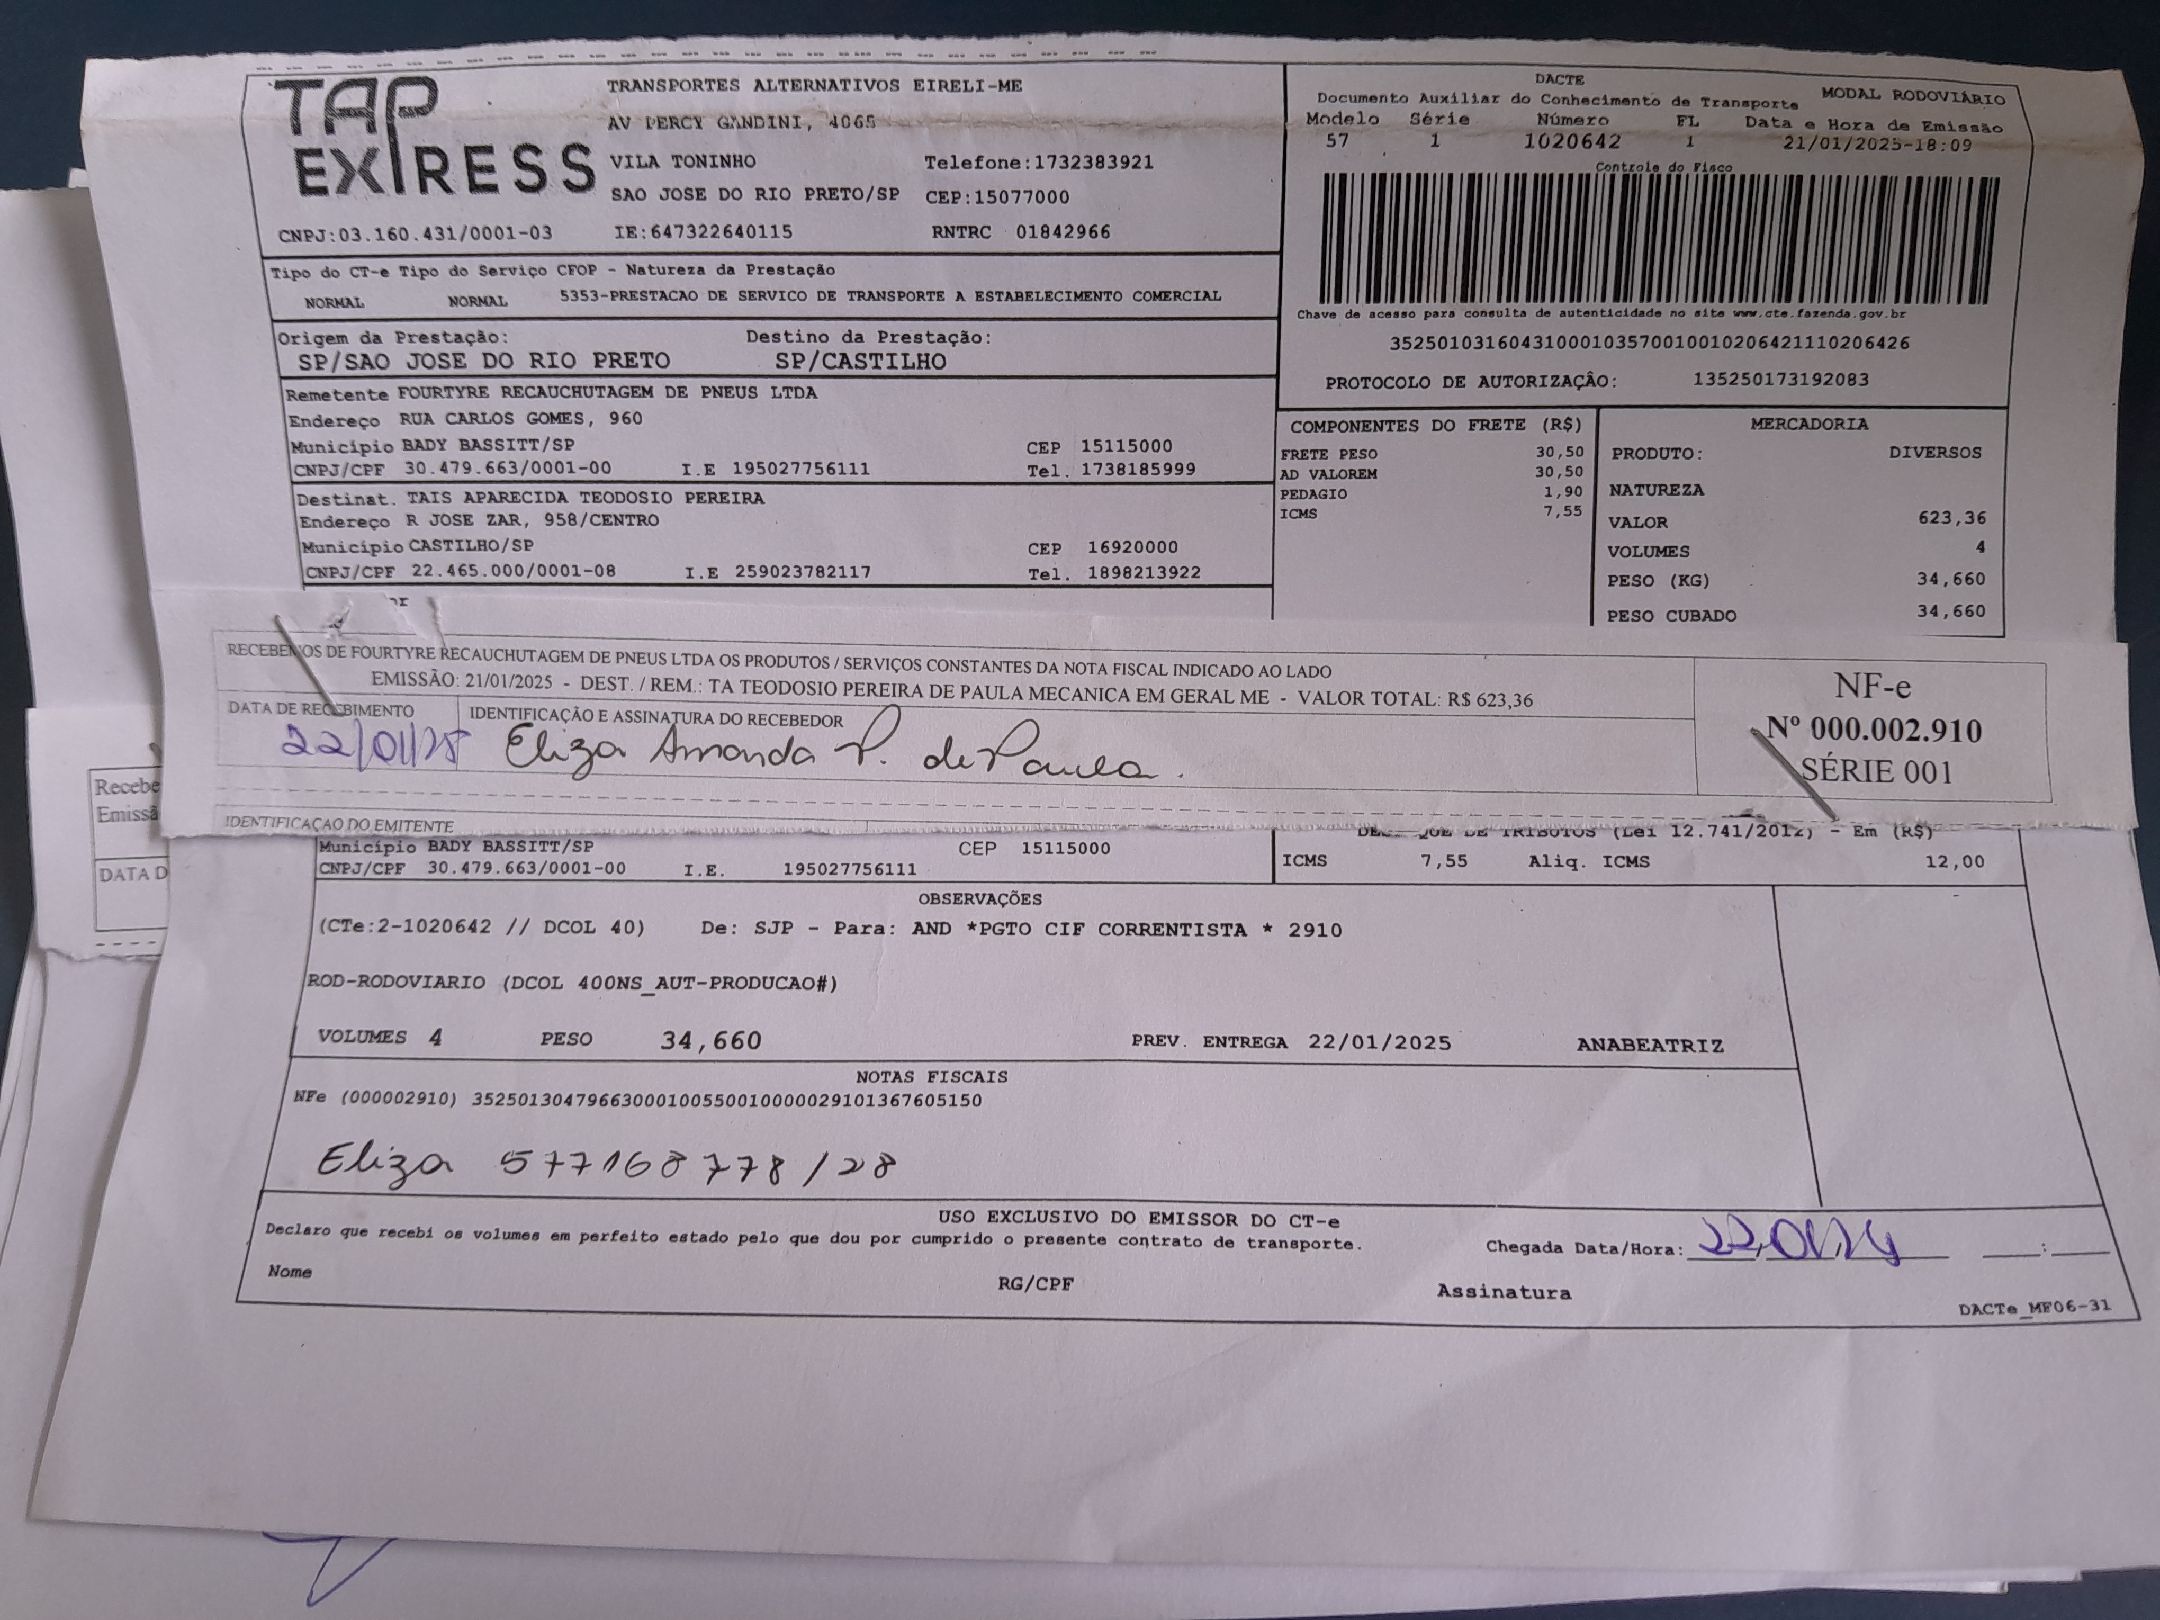 TAP EXPRESS
TRANSPORTES ALTERNATIVOS EIRELI-ME
AV PERCY GANDINI, 4065
VILA TONINHO Telefone:1732383921
SAO JOSE DO RIO PRETO/SP CEP:15077000
CNPJ:03.160.431/0001-03 IE:647322640115 RNTRC 01842966
DACTE
Documento Auxiliar do Conhecimento de Transporte MODAL RODOVIÁRIO
Modelo Série Número FL Data e Hora de Emissão
57 1 1020642 1 21/01/2025-18:09
Controle do Fisco
Chave de acesso para consulta de autenticidade no site www.cte.fazenda.gov.br
35250103160431000103570010010206421110206426
PROTOCOLO DE AUTORIZAÇÃO: 135250173192083
Tipo do CT-e Tipo do Serviço CFOP - Natureza da Prestação
NORMAL NORMAL 5353-PRESTACAO DE SERVICO DE TRANSPORTE A ESTABELECIMENTO COMERCIAL
Origem da Prestação: Destino da Prestação:
SP/SAO JOSE DO RIO PRETO SP/CASTILHO
Remetente FOURTYRE RECAUCHUTAGEM DE PNEUS LTDA
Endereço RUA CARLOS GOMES, 960
Município BADY BASSITT/SP CEP 15115000
CNPJ/CPF 30.479.663/0001-00 I.E 195027756111 Tel. 1738185999
Destinat. TAIS APARECIDA TEODOSIO PEREIRA
Endereço R JOSE ZAR, 958/CENTRO
Município CASTILHO/SP CEP 16920000
CNPJ/CPF 22.465.000/0001-08 I.E 259023782117 Tel. 1898213922
COMPONENTES DO FRETE (R$)
FRETE PESO 30,50
AD VALOREM 30,50
PEDAGIO 1,90
ICMS 7,55
MERCADORIA
PRODUTO: DIVERSOS
NATUREZA
VALOR 623,36
VOLUMES 4
PESO (KG) 34,660
PESO CUBADO 34,660
RECEBEMOS DE FOURTYRE RECAUCHUTAGEM DE PNEUS LTDA OS PRODUTOS / SERVIÇOS CONSTANTES DA NOTA FISCAL INDICADO AO LADO
EMISSÃO: 21/01/2025 - DEST. / REM.: TA TEODOSIO PEREIRA DE PAULA MECANICA EM GERAL ME - VALOR TOTAL: R$ 623,36
DATA DE RECEBIMENTO IDENTIFICAÇÃO E ASSINATURA DO RECEBEDOR
22/01/25 Eliza Amanda P. de Paula.
NF-e
Nº 000.002.910
SÉRIE 001
IDENTIFICAÇÃO DO EMITENTE
Recebe
Emissã
DATA D
QUE DE TRIBUTOS (Lei 12.741/2012) - Em (R$)
Município BADY BASSITT/SP CEP 15115000
CNPJ/CPF 30.479.663/0001-00 I.E. 195027756111
ICMS 7,55 Aliq. ICMS 12,00
OBSERVAÇÕES
(CTe:2-1020642 // DCOL 40) De: SJP - Para: AND *PGTO CIF CORRENTISTA * 2910
ROD-RODOVIARIO (DCOL 400NS_AUT-PRODUCAO#)
VOLUMES 4 PESO 34,660 PREV. ENTREGA 22/01/2025 ANABEATRIZ
NOTAS FISCAIS
NFe (000002910) 35250130479663000100550010000029101367605150
Eliza 577168778/28
USO EXCLUSIVO DO EMISSOR DO CT-e
Declaro que recebi os volumes em perfeito estado pelo que dou por cumprido o presente contrato de transporte.
Chegada Data/Hora: 22/01/24 __:__
Nome RG/CPF Assinatura
DACTe_MF06-31